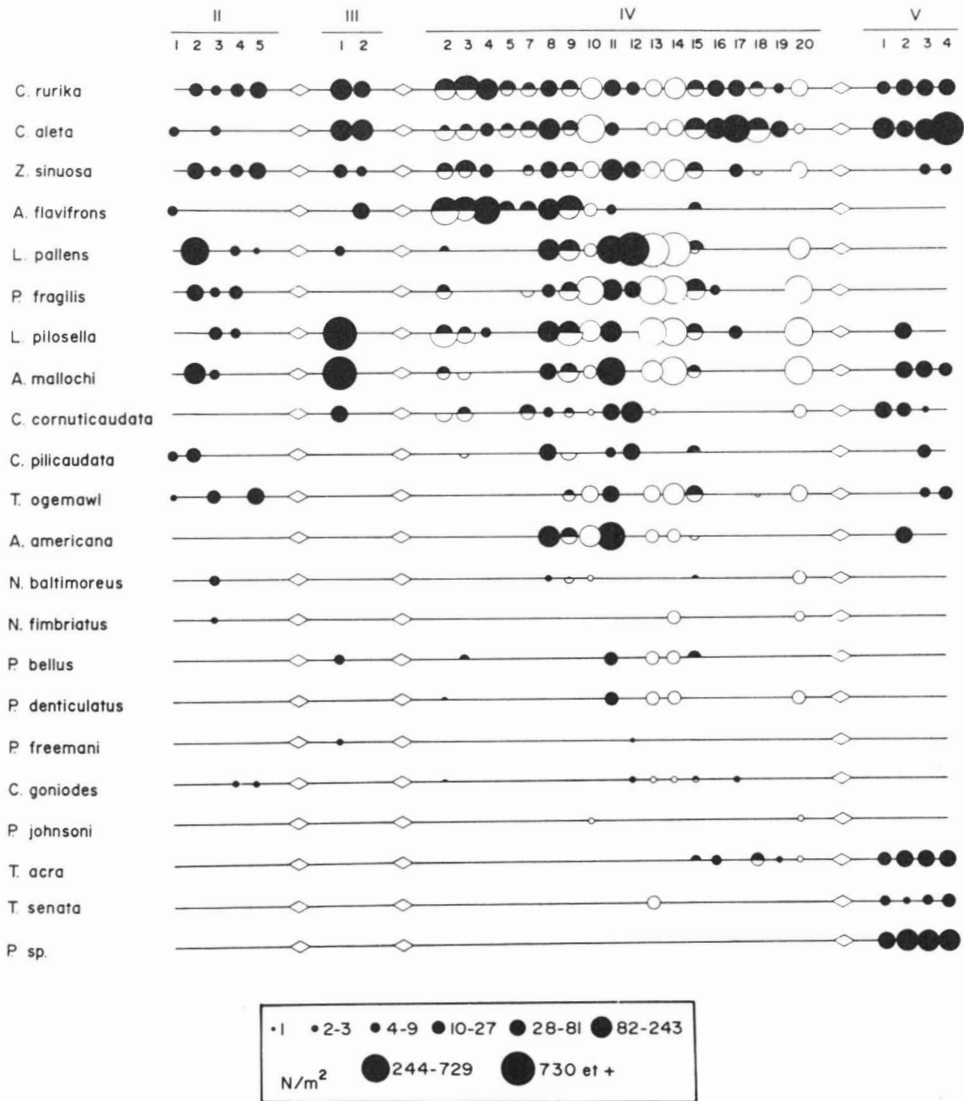 II III IV V
1 2 3 4 5 1 2 2 3 4 5 7 8 9 10 11 12 13 14 15 16 17 18 19 20 1 2 3 4
C. rurika
C. aleta
Z. sinuosa
A. flavifrons
L. pallens
P. fragilis
L. pilosella
A. mallochi
C. cornuticaudata
C. pilicaudata
T. ogemawi
A. americana
N. baltimoreus
N. fimbriatus
P. bellus
P. denticulatus
P. freemani
C. goniodes
P. johnsoni
T. acra
T. senata
P. sp.
1 2-3 4-9 10-27 28-81 82-243
N/m² 244-729 730 et +